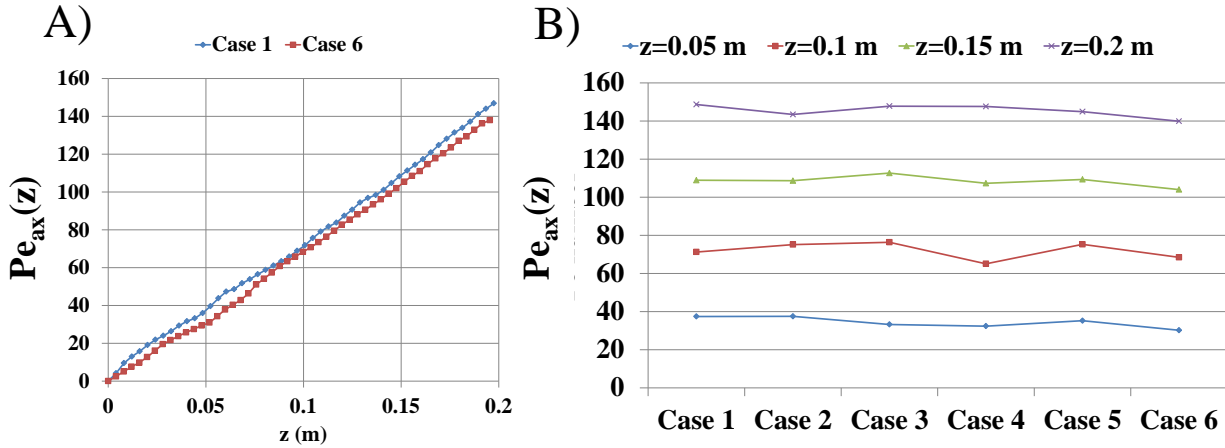 A)
Case 1 Case 6
160
140
120
100
80
60
40
20
0
0 0.05 0.1 0.15 0.2
z (m)
Pe_ax(z)
B)
z=0.05 m z=0.1 m z=0.15 m z=0.2 m
160
140
120
100
80
60
40
20
0
Case 1 Case 2 Case 3 Case 4 Case 5 Case 6
Pe_ax(z)